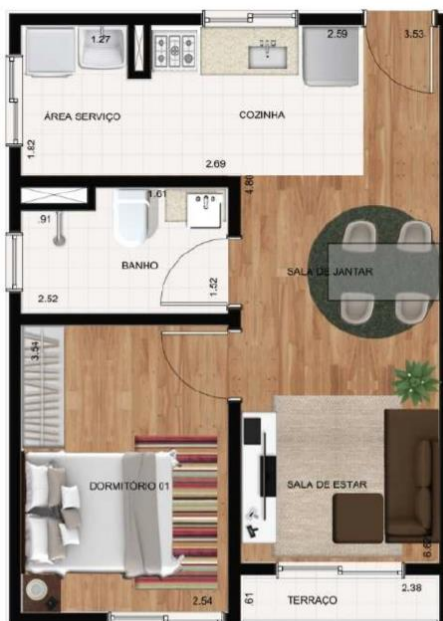 1.27
2.59
3.53
ÁREA SERVIÇO
COZINHA
1.82
2.69
4.80
.91
1.61
BANHO
2.52
1.52
SALA DE JANTAR
3.54
DORMITÓRIO 01
SALA DE ESTAR
2.54
.61
TERRAÇO
2.38